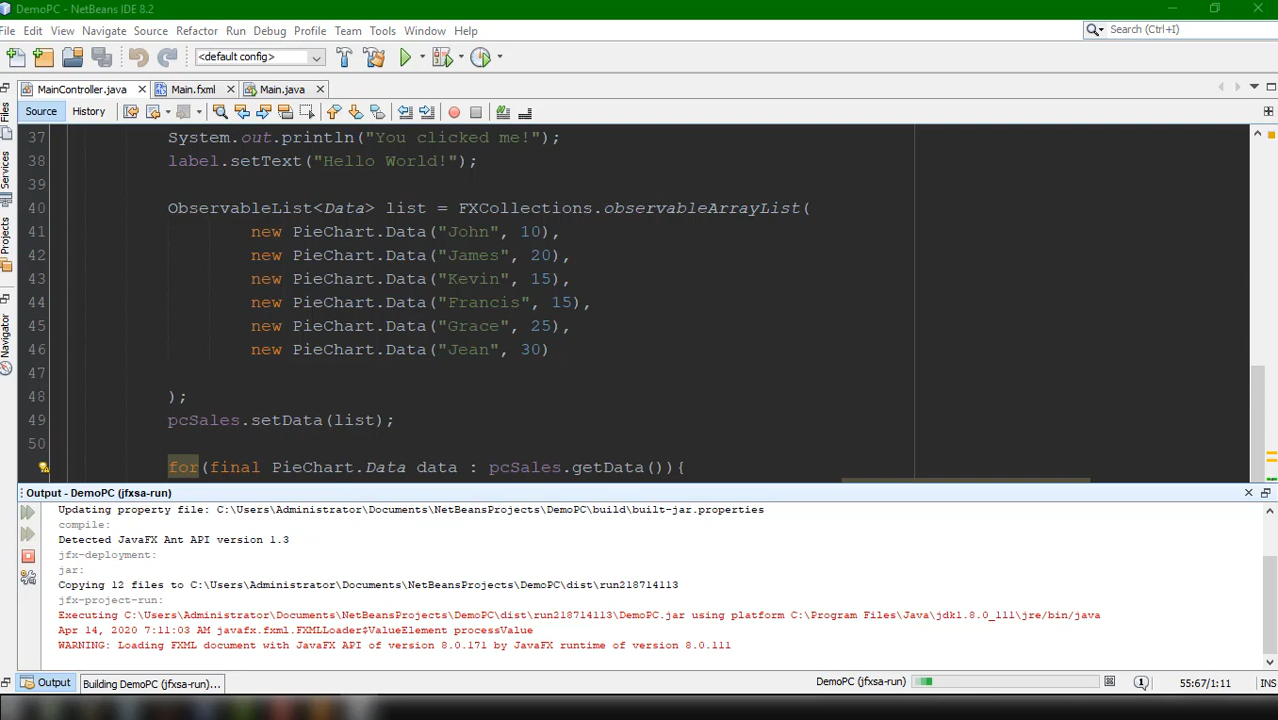 DemoPC - NetBeans IDE 8.2
File Edit View Navigate Source Refactor Run Debug Profile Team Tools Window Help
Search (Ctrl+I)
<default config>
MainController.java Main.fxml Main.java
Source History
Files
Services
Projects
Navigator
37 System.out.println("You clicked me!");
38 label.setText("Hello World!");
39
40 ObservableList<Data> list = FXCollections.observableArrayList(
41 new PieChart.Data("John", 10),
42 new PieChart.Data("James", 20),
43 new PieChart.Data("Kevin", 15),
44 new PieChart.Data("Francis", 15),
45 new PieChart.Data("Grace", 25),
46 new PieChart.Data("Jean", 30)
47
48 );
49 pcSales.setData(list);
50
for(final PieChart.Data data : pcSales.getData()){
Output - DemoPC (jfxsa-run)
Updating property file: C:\Users\Administrator\Documents\NetBeansProjects\DemoPC\build\built-jar.properties
compile:
Detected JavaFX Ant API version 1.3
jfx-deployment:
jar:
Copying 12 files to C:\Users\Administrator\Documents\NetBeansProjects\DemoPC\dist\run218714113
jfx-project-run:
Executing C:\Users\Administrator\Documents\NetBeansProjects\DemoPC\dist\run218714113\DemoPC.jar using platform C:\Program Files\Java\jdk1.8.0_111\jre/bin/java
Apr 14, 2020 7:11:03 AM javafx.fxml.FXMLLoader$ValueElement processValue
WARNING: Loading FXML document with JavaFX API of version 8.0.171 by JavaFX runtime of version 8.0.111
Output Building DemoPC (jfxsa-run)... DemoPC (jfxsa-run) 55:67/1:11 INS